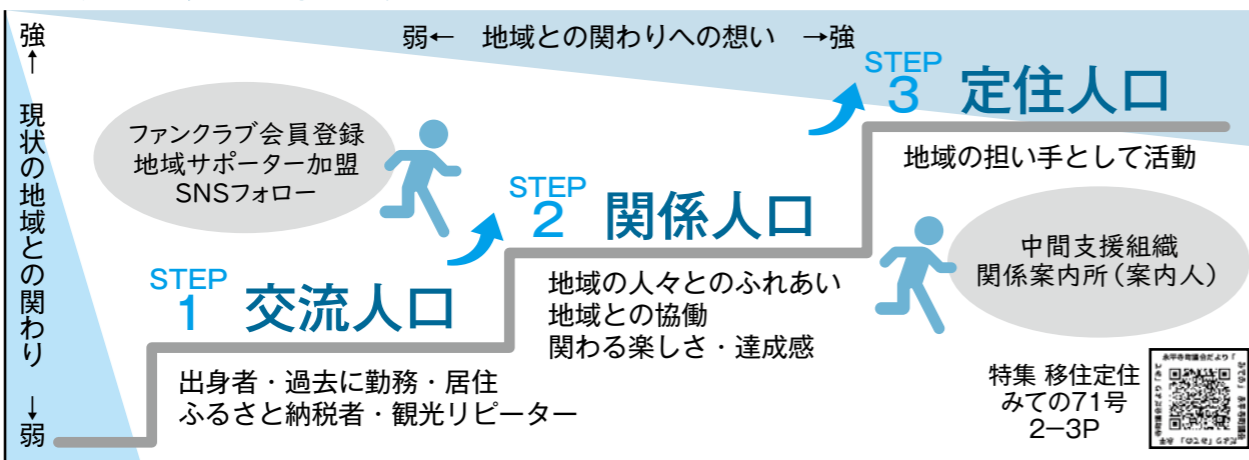 弱← 地域との関わりへの想い →強
強↑ 現状の地域との関わり ↓弱
STEP
3 定住人口
地域の担い手として活動
ファンクラブ会員登録
地域サポーター加盟
SNSフォロー
STEP
2 関係人口
地域の人々とのふれあい
地域との協働
関わる楽しさ・達成感
中間支援組織
関係案内所(案内人)
STEP
1 交流人口
出身者・過去に勤務・居住
ふるさと納税者・観光リピーター
特集 移住定住
みての71号
2−3P